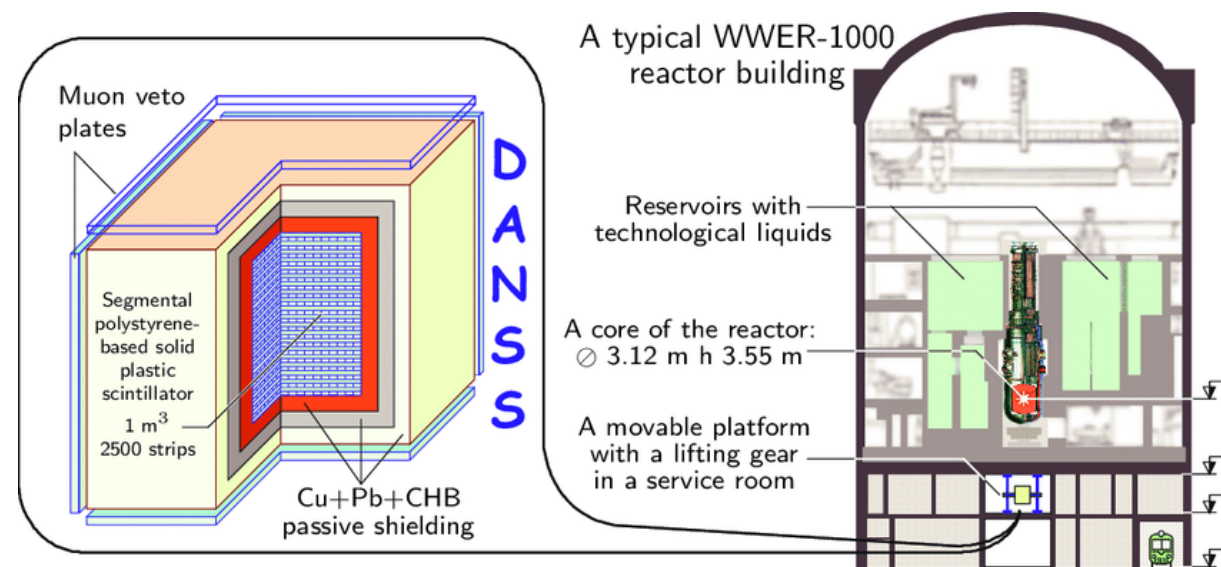 A typical WWER-1000
reactor building
Muon veto
plates
DANSS
Segmental
polystyrene-
based solid
plastic
scintillator
1 m³
2500 strips
Cu+Pb+CHB
passive shielding
Reservoirs with
technological liquids
A core of the reactor:
∅ 3.12 m h 3.55 m
A movable platform
with a lifting gear
in a service room